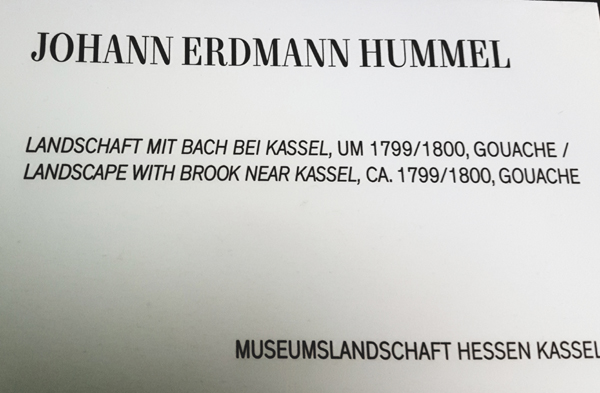 JOHANN ERDMANN HUMMEL
LANDSCHAFT MIT BACH BEI KASSEL, UM 1799/1800, GOUACHE /
LANDSCAPE WITH BROOK NEAR KASSEL, CA. 1799/1800, GOUACHE
MUSEUMSLANDSCHAFT HESSEN KASSEL